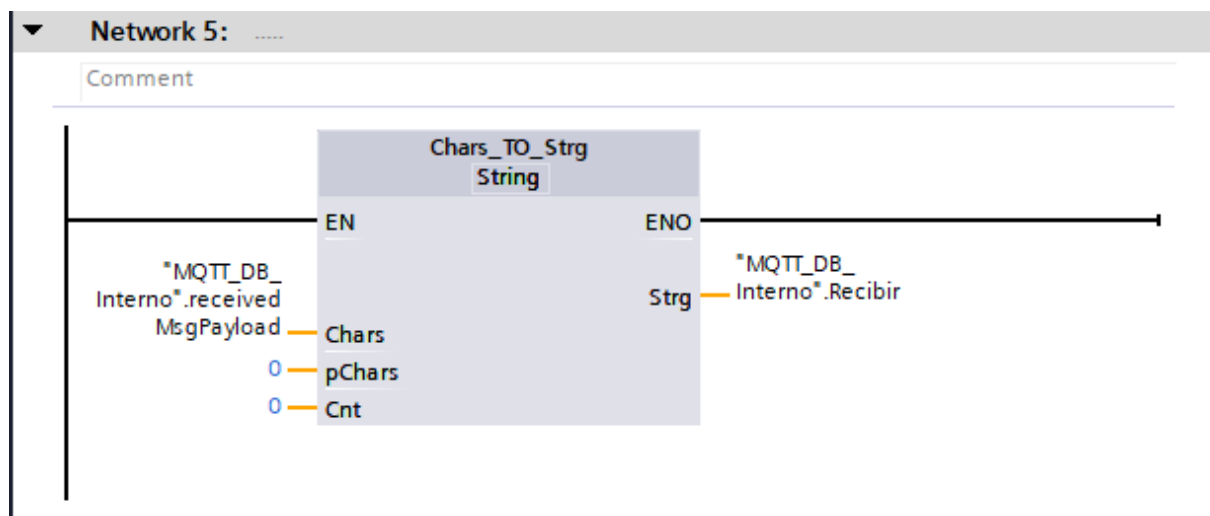 Network 5: .....
Comment
Chars_TO_Strg
String
EN
ENO
"MQTT_DB_
Interno".received
MsgPayload
Chars
"MQTT_DB_
Interno".Recibir
Strg
0
pChars
0
Cnt